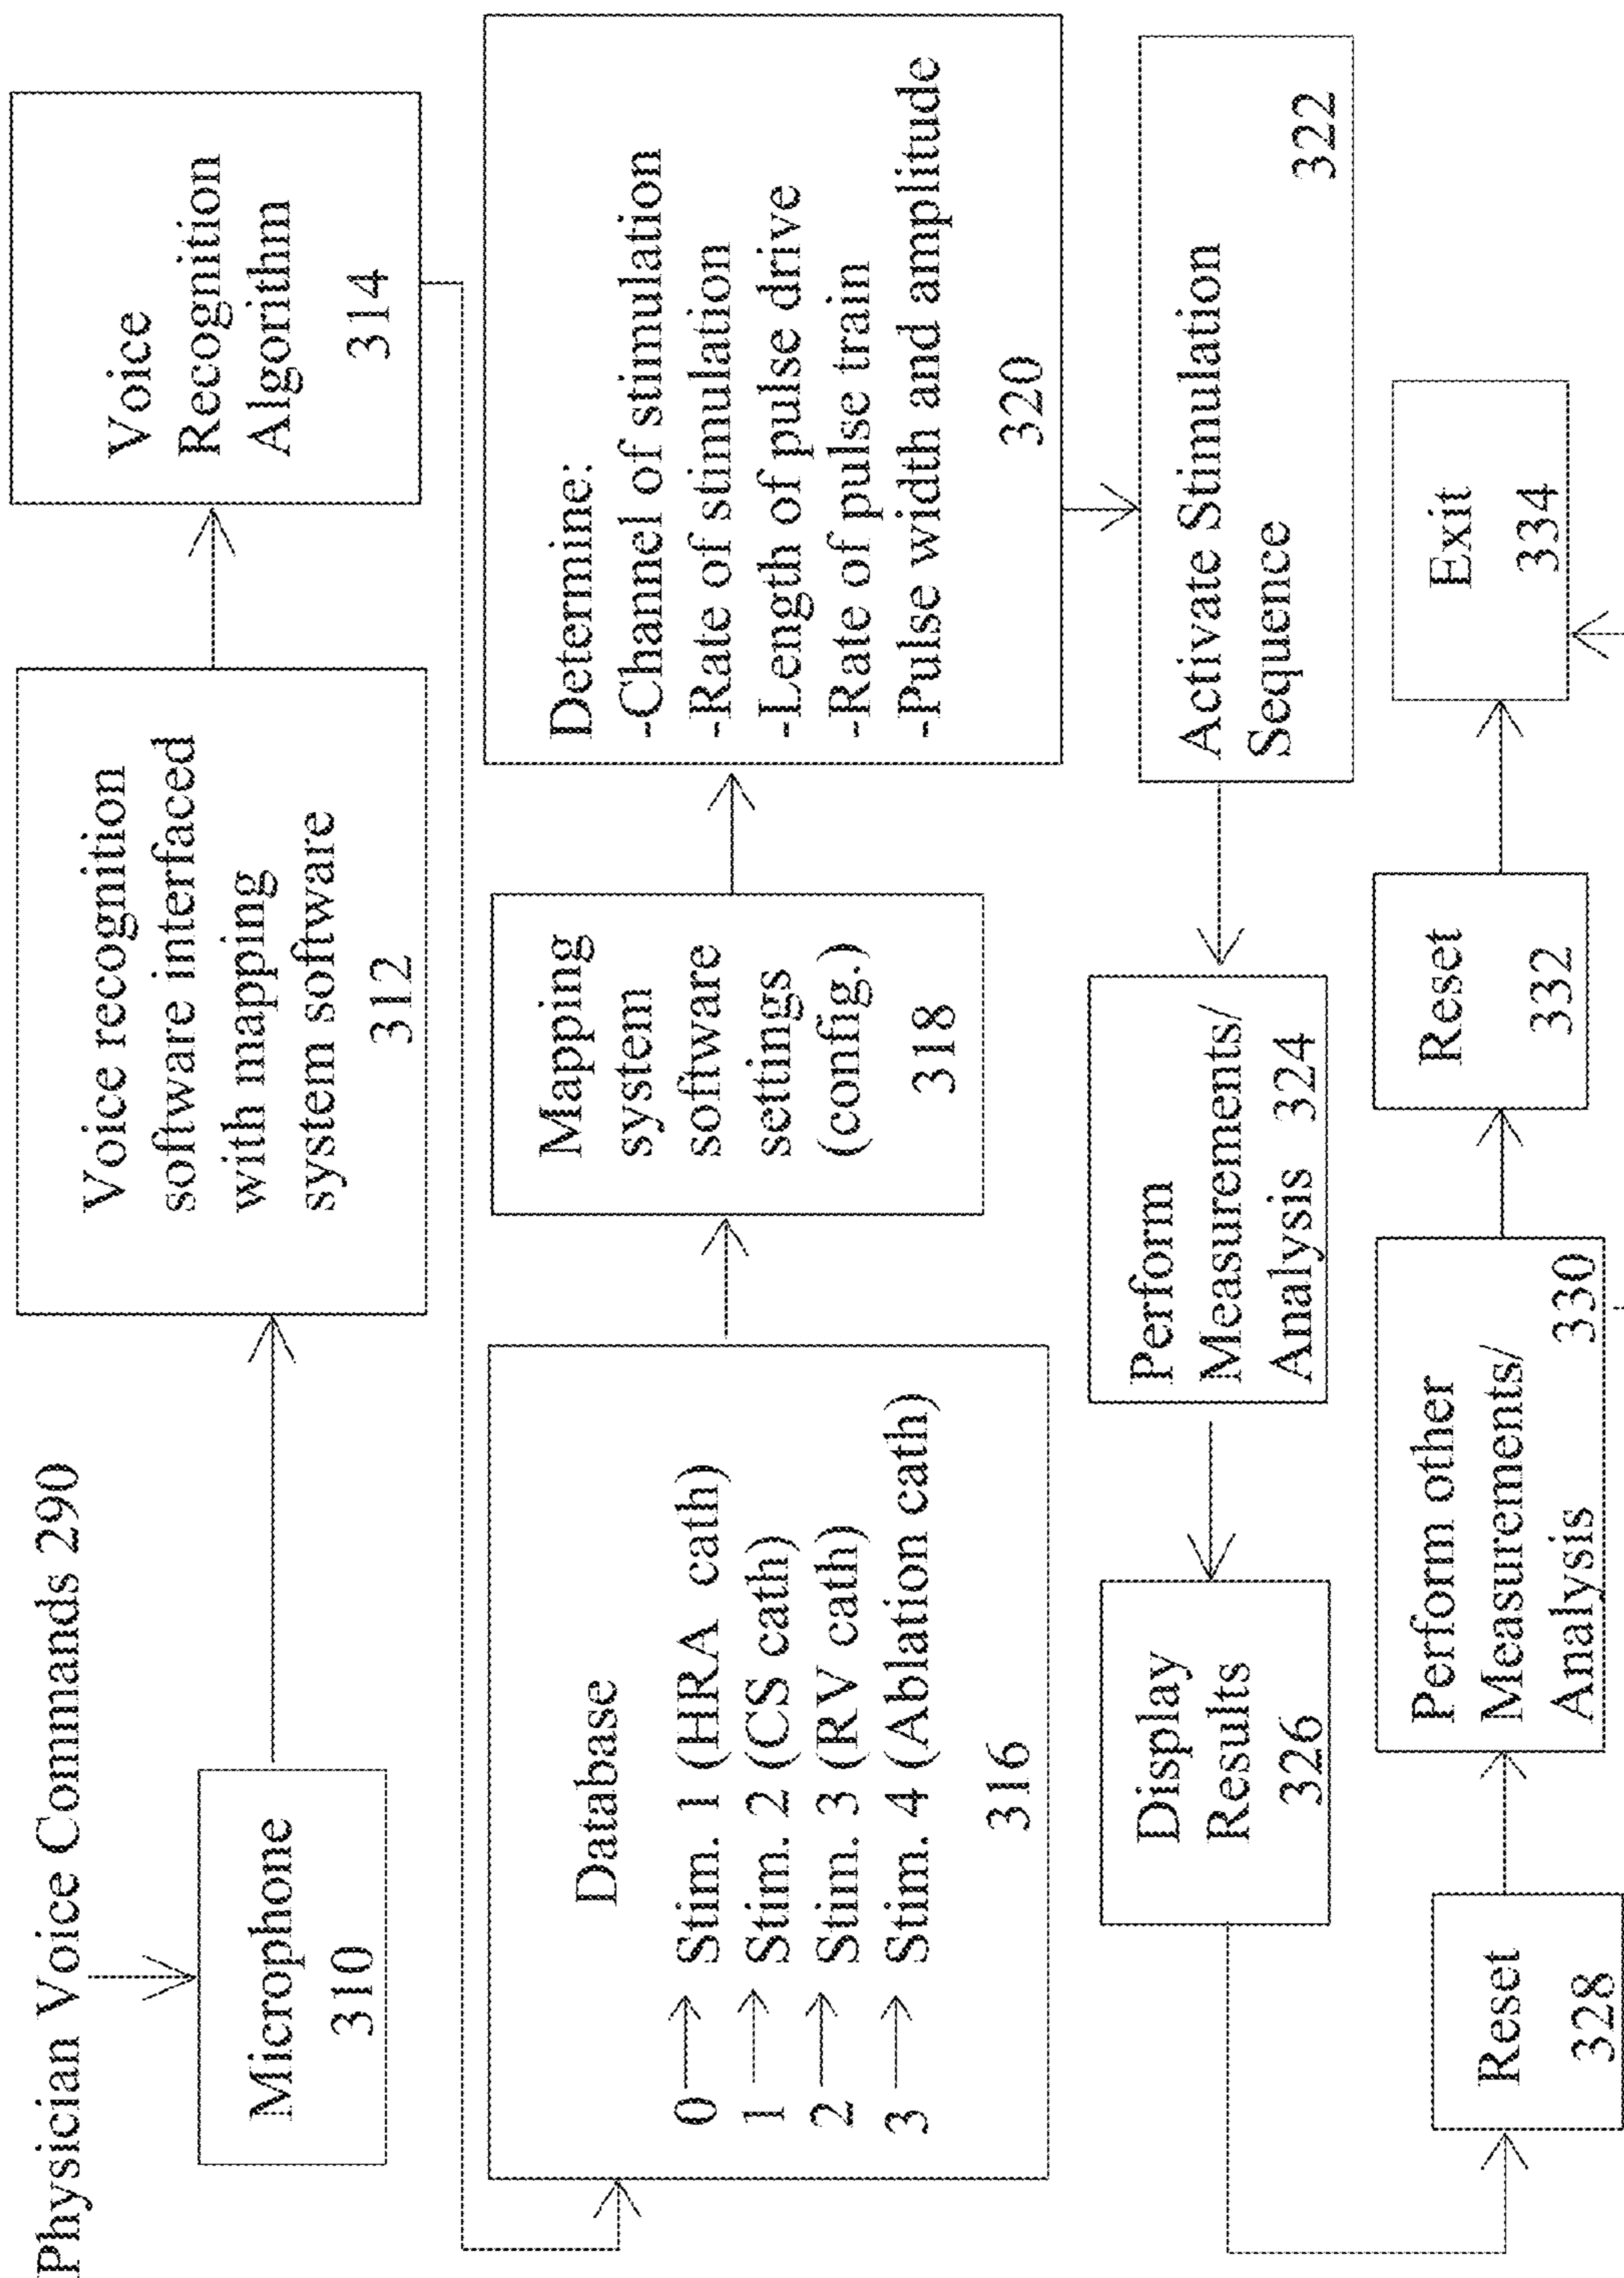 Physician Voice Commands 290
Microphone
310
Voice recognition
software interfaced
with mapping
system software
312
Voice
Recognition
Algorithm
314
Database
0 → Stim. 1 (HRA cath)
1 → Stim. 2 (CS cath)
2 → Stim. 3 (RV cath)
3 → Stim. 4 (Ablation cath)
316
Mapping
system
software
settings
(config.)
318
Determine:
-Channel of stimulation
-Rate of stimulation
-Length of pulse drive
-Rate of pulse train
-Pulse width and amplitude
320
Activate Stimulation
Sequence
322
Perform
Measurements/
Analysis 324
Display
Results
326
Reset
328
Perform other
Measurements/
Analysis 330
Reset
332
Exit
334